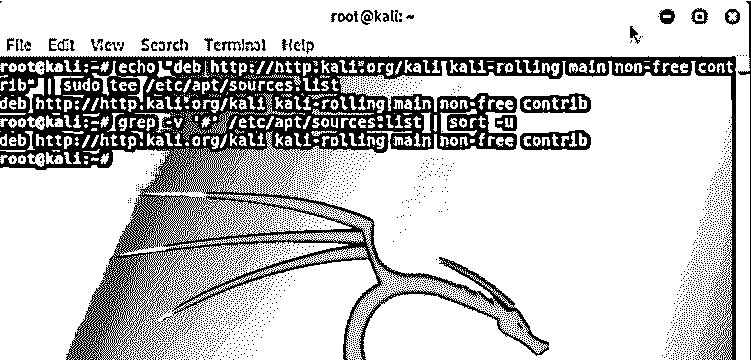 root@kali: ~
File Edit View Search Terminal Help
root@kali:~# echo "deb http://http.kali.org/kali kali-rolling main non-free cont
rib" | sudo tee /etc/apt/sources.list
deb http://http.kali.org/kali kali-rolling main non-free contrib
root@kali:~# grep -v '#' /etc/apt/sources.list | sort -u
deb http://http.kali.org/kali kali-rolling main non-free contrib
root@kali:~#